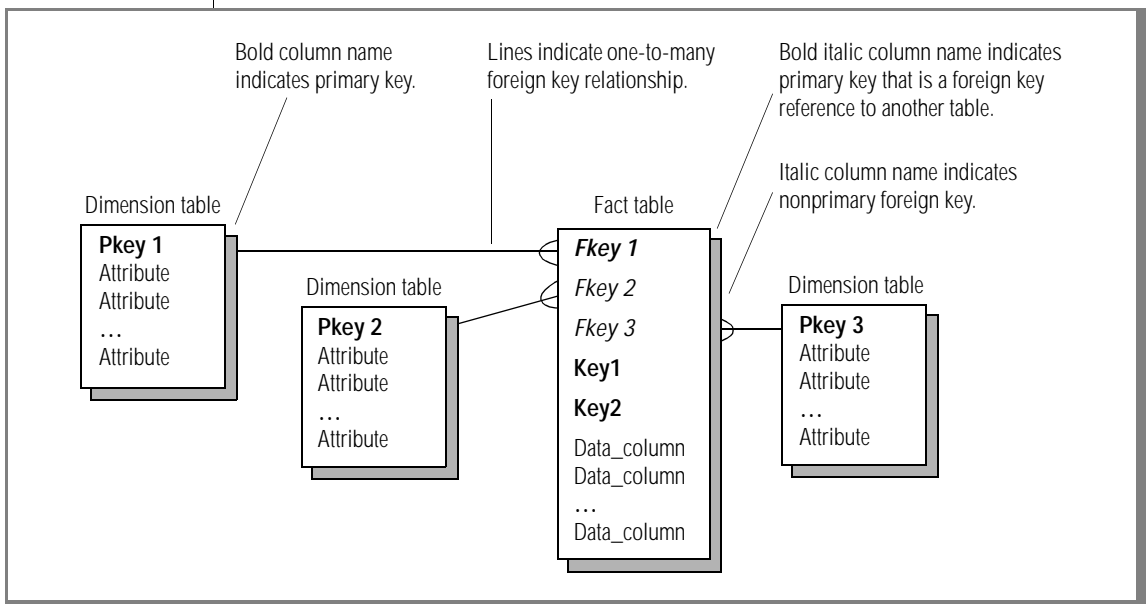 Bold column name
indicates primary key.
Lines indicate one-to-many
foreign key relationship.
Bold italic column name indicates
primary key that is a foreign key
reference to another table.
Italic column name indicates
nonprimary foreign key.
Dimension table
Pkey 1
Attribute
Attribute
…
Attribute
Dimension table
Pkey 2
Attribute
Attribute
…
Attribute
Fact table
Fkey 1
Fkey 2
Fkey 3
Key1
Key2
Data_column
Data_column
…
Data_column
Dimension table
Pkey 3
Attribute
Attribute
…
Attribute